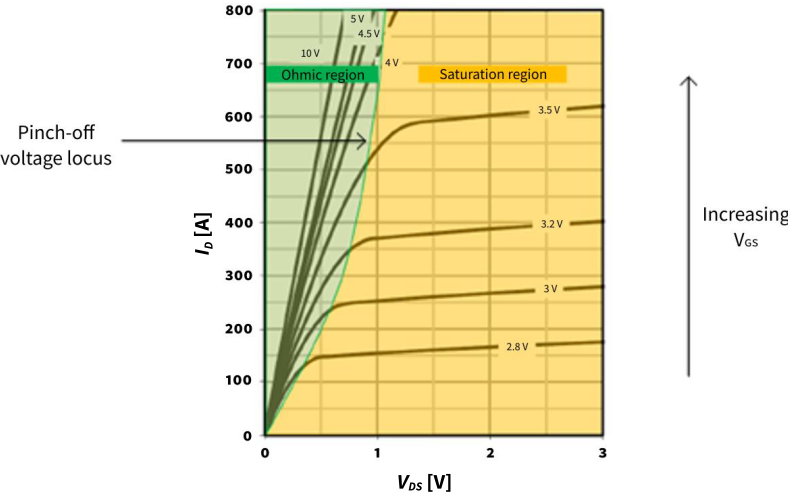 800
700
600
500
400
300
200
100
0
I_D [A]
5 V
4.5 V
10 V
4 V
Ohmic region
Saturation region
3.5 V
3.2 V
3 V
2.8 V
Pinch-off
voltage locus
Increasing
VGS
0 1 2 3
VDS [V]